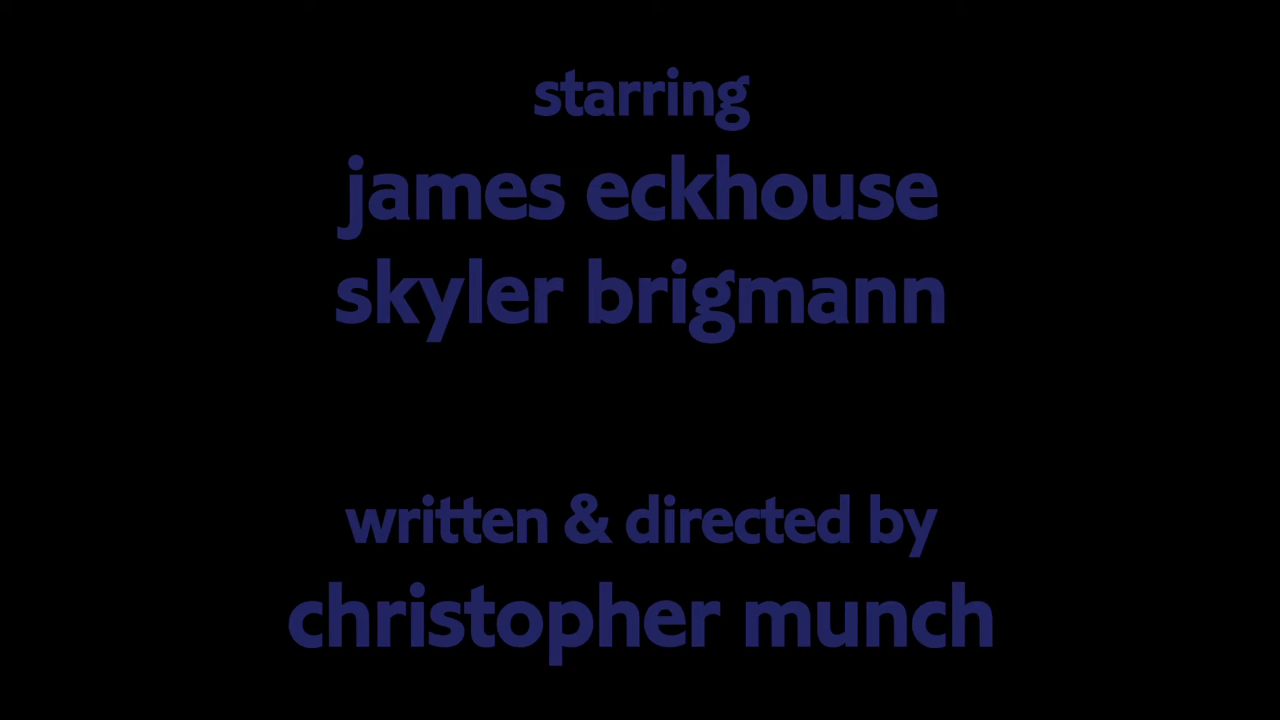 starring
james eckhouse
skyler brigmann
written & directed by
christopher munch